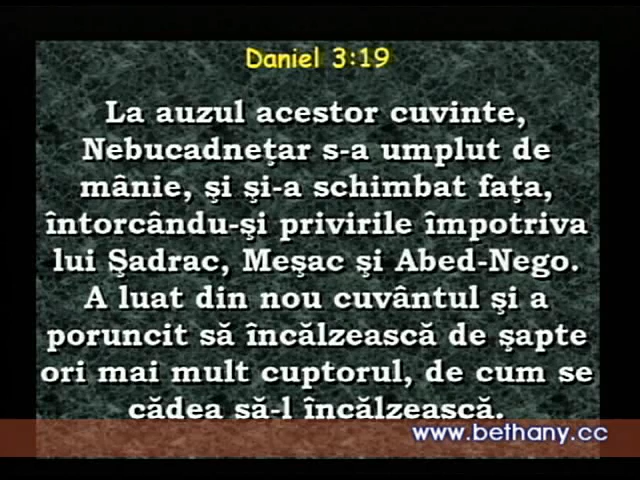 Daniel 3:19
La auzul acestor cuvinte,
Nebucadneţar s-a umplut de
mânie, şi şi-a schimbat faţa,
întorcându-şi privirile împotriva
lui Şadrac, Meşac şi Abed-Nego.
A luat din nou cuvântul şi a
poruncit să încălzească de şapte
ori mai mult cuptorul, de cum se
cădea să-l încălzească.
www.bethany.cc